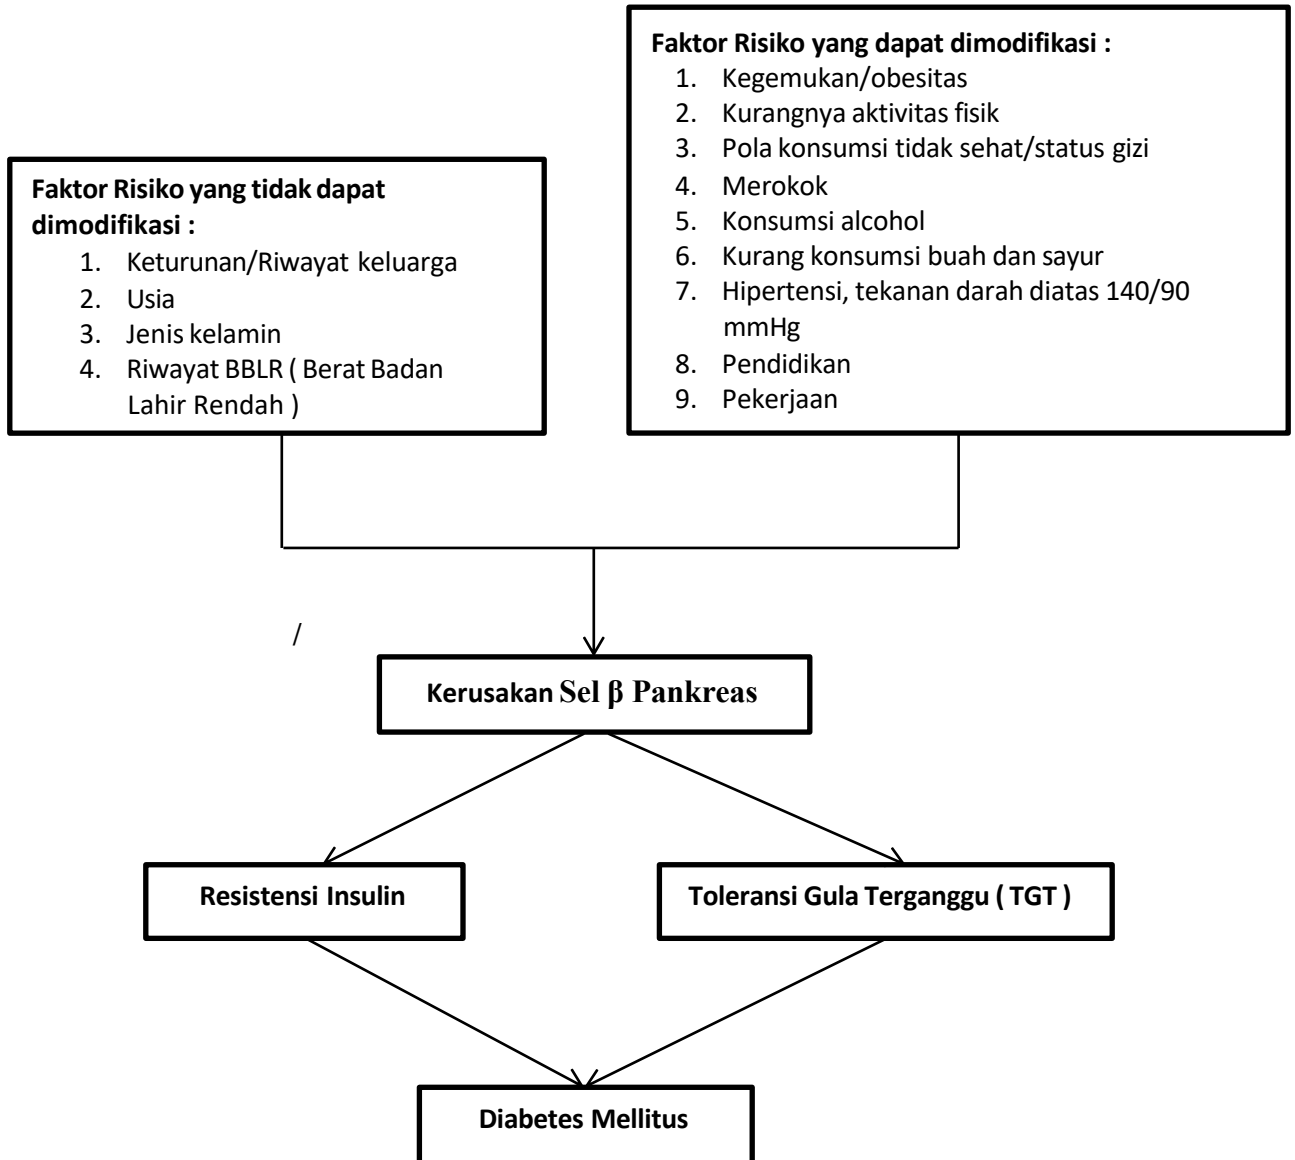 Faktor Risiko yang dapat dimodifikasi :
1. Kegemukan/obesitas
2. Kurangnya aktivitas fisik
3. Pola konsumsi tidak sehat/status gizi
4. Merokok
5. Konsumsi alcohol
6. Kurang konsumsi buah dan sayur
7. Hipertensi, tekanan darah diatas 140/90
mmHg
8. Pendidikan
9. Pekerjaan
Faktor Risiko yang tidak dapat
dimodifikasi :
1. Keturunan/Riwayat keluarga
2. Usia
3. Jenis kelamin
4. Riwayat BBLR ( Berat Badan
Lahir Rendah )
/
Kerusakan Sel β Pankreas
Resistensi Insulin
Toleransi Gula Terganggu ( TGT )
Diabetes Mellitus